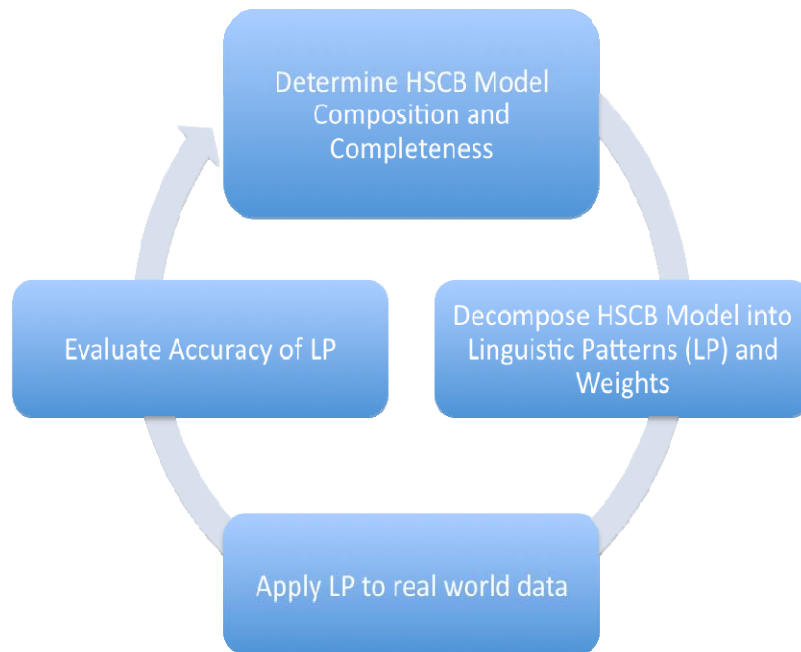 Determine HSCB Model
Composition and
Completeness
Evaluate Accuracy of LP
Decompose HSCB Model into
Linguistic Patterns (LP) and
Weights
Apply LP to real world data